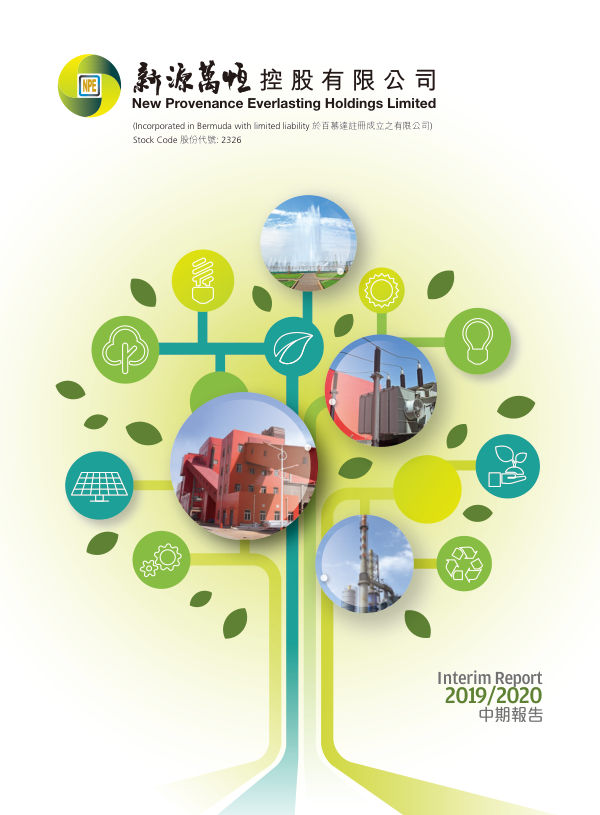 NPE
新源萬恒控股有限公司
New Provenance Everlasting Holdings Limited
(Incorporated in Bermuda with limited liability 於百慕達註冊成立之有限公司)
Stock Code 股份代號: 2326
Interim Report
2019/2020
中期報告